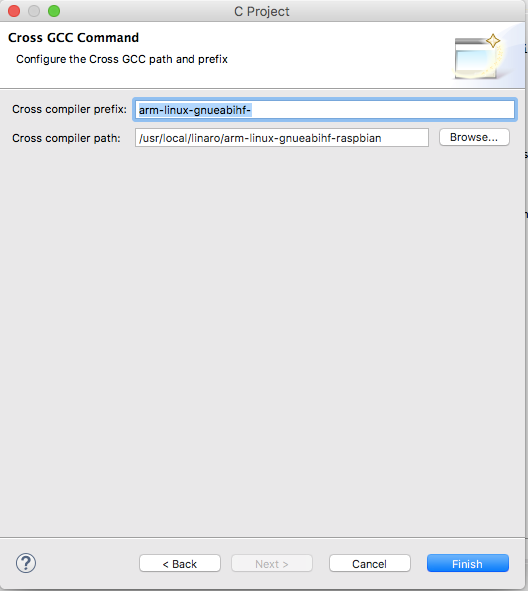 C Project
Cross GCC Command
Configure the Cross GCC path and prefix
Cross compiler prefix: arm-linux-gnueabihf-
Cross compiler path: /usr/local/linaro/arm-linux-gnueabihf-raspbian Browse...
? < Back Next > Cancel Finish